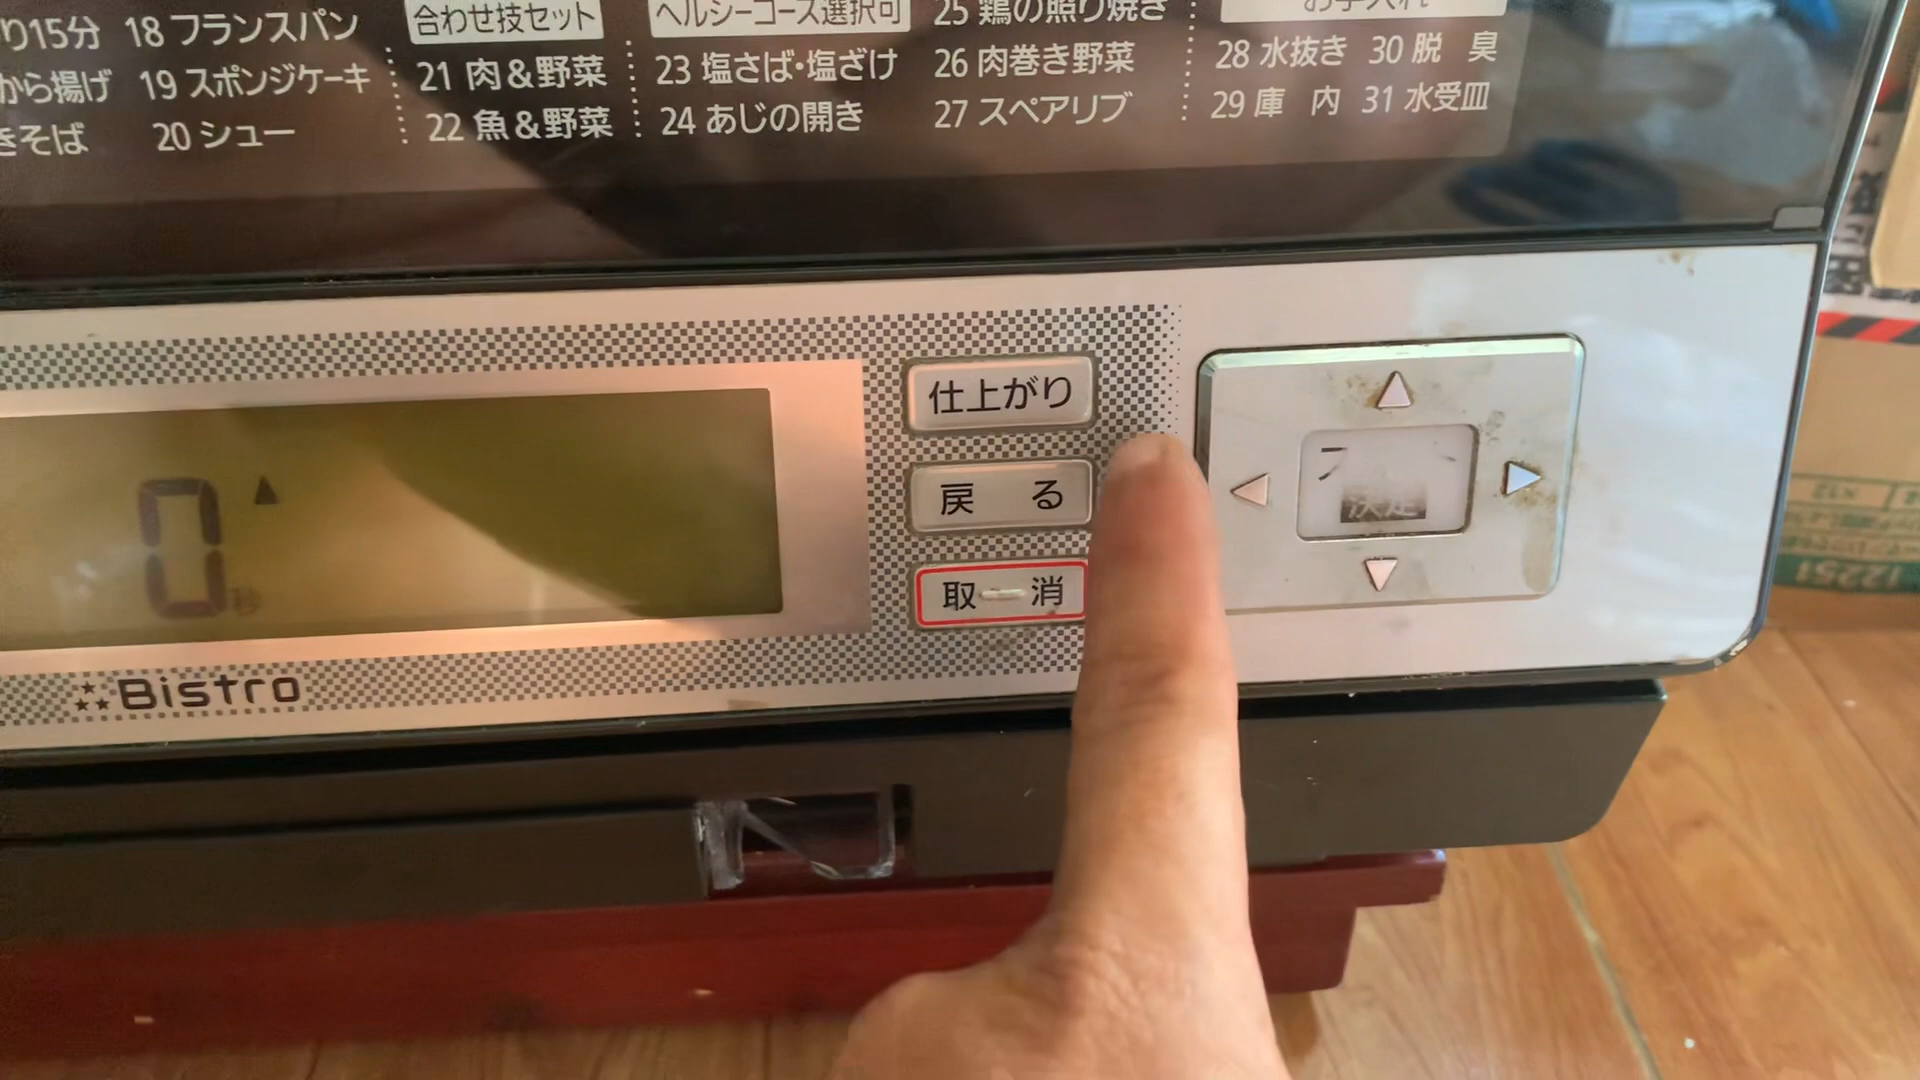 り15分 18 フランスパン
から揚げ 19 スポンジケーキ
きそば 20 シュー
合わせ技セット
21 肉&野菜
22 魚&野菜
ヘルシーコース選択可
23 塩さば・塩ざけ
24 あじの開き
25 鶏の照り焼き
26 肉巻き野菜
27 スペアリブ
お手入れ
28 水抜き 30 脱 臭
29 庫 内 31 水受皿
仕上がり
戻 る
取 消
決定
0 秒
Bistro
12251